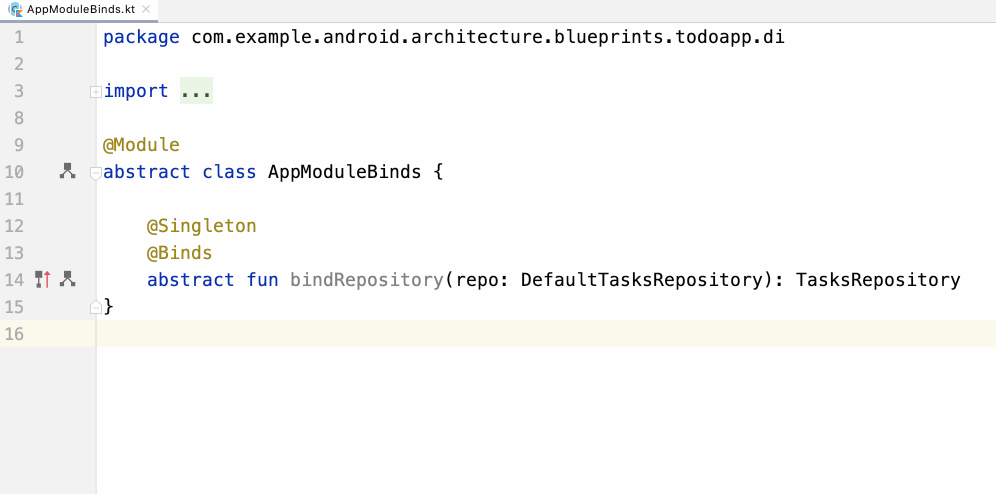 AppModuleBinds.kt
1 package com.example.android.architecture.blueprints.todoapp.di
2
3 import ...
8
9 @Module
10 abstract class AppModuleBinds {
11
12 @Singleton
13 @Binds
14 abstract fun bindRepository(repo: DefaultTasksRepository): TasksRepository
15 }
16